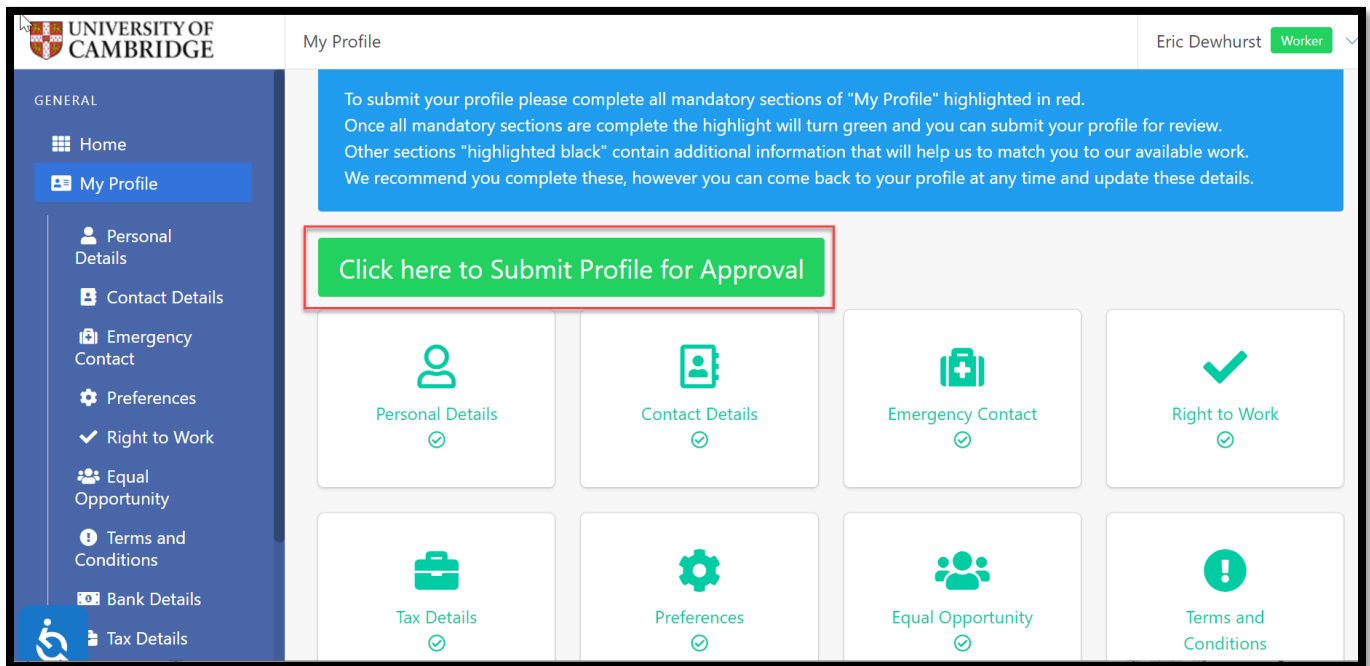 UNIVERSITY OF
CAMBRIDGE
My Profile
Eric Dewhurst
Worker
GENERAL
Home
My Profile
Personal
Details
Contact Details
Emergency
Contact
Preferences
Right to Work
Equal
Opportunity
Terms and
Conditions
Bank Details
Tax Details
To submit your profile please complete all mandatory sections of "My Profile" highlighted in red.
Once all mandatory sections are complete the highlight will turn green and you can submit your profile for review.
Other sections "highlighted black" contain additional information that will help us to match you to our available work.
We recommend you complete these, however you can come back to your profile at any time and update these details.
Click here to Submit Profile for Approval
Personal Details
Contact Details
Emergency Contact
Right to Work
Tax Details
Preferences
Equal Opportunity
Terms and
Conditions